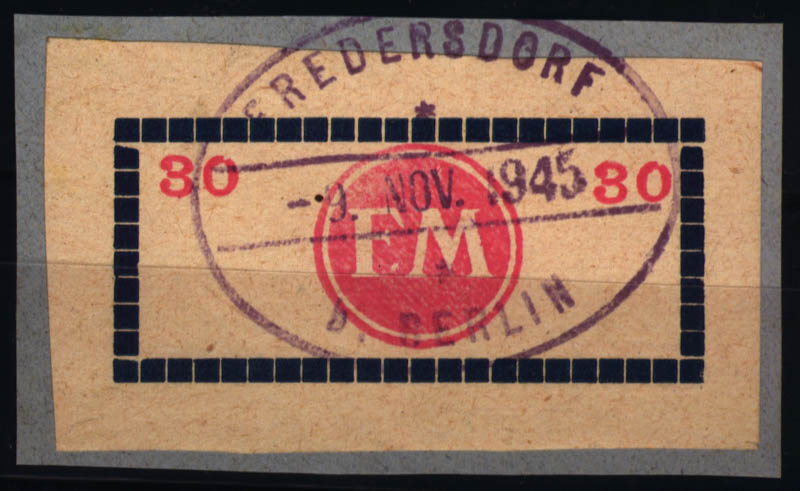 FREDERSDORF
*
30 30
-9. NOV. 1945
FM
*
b. BERLIN